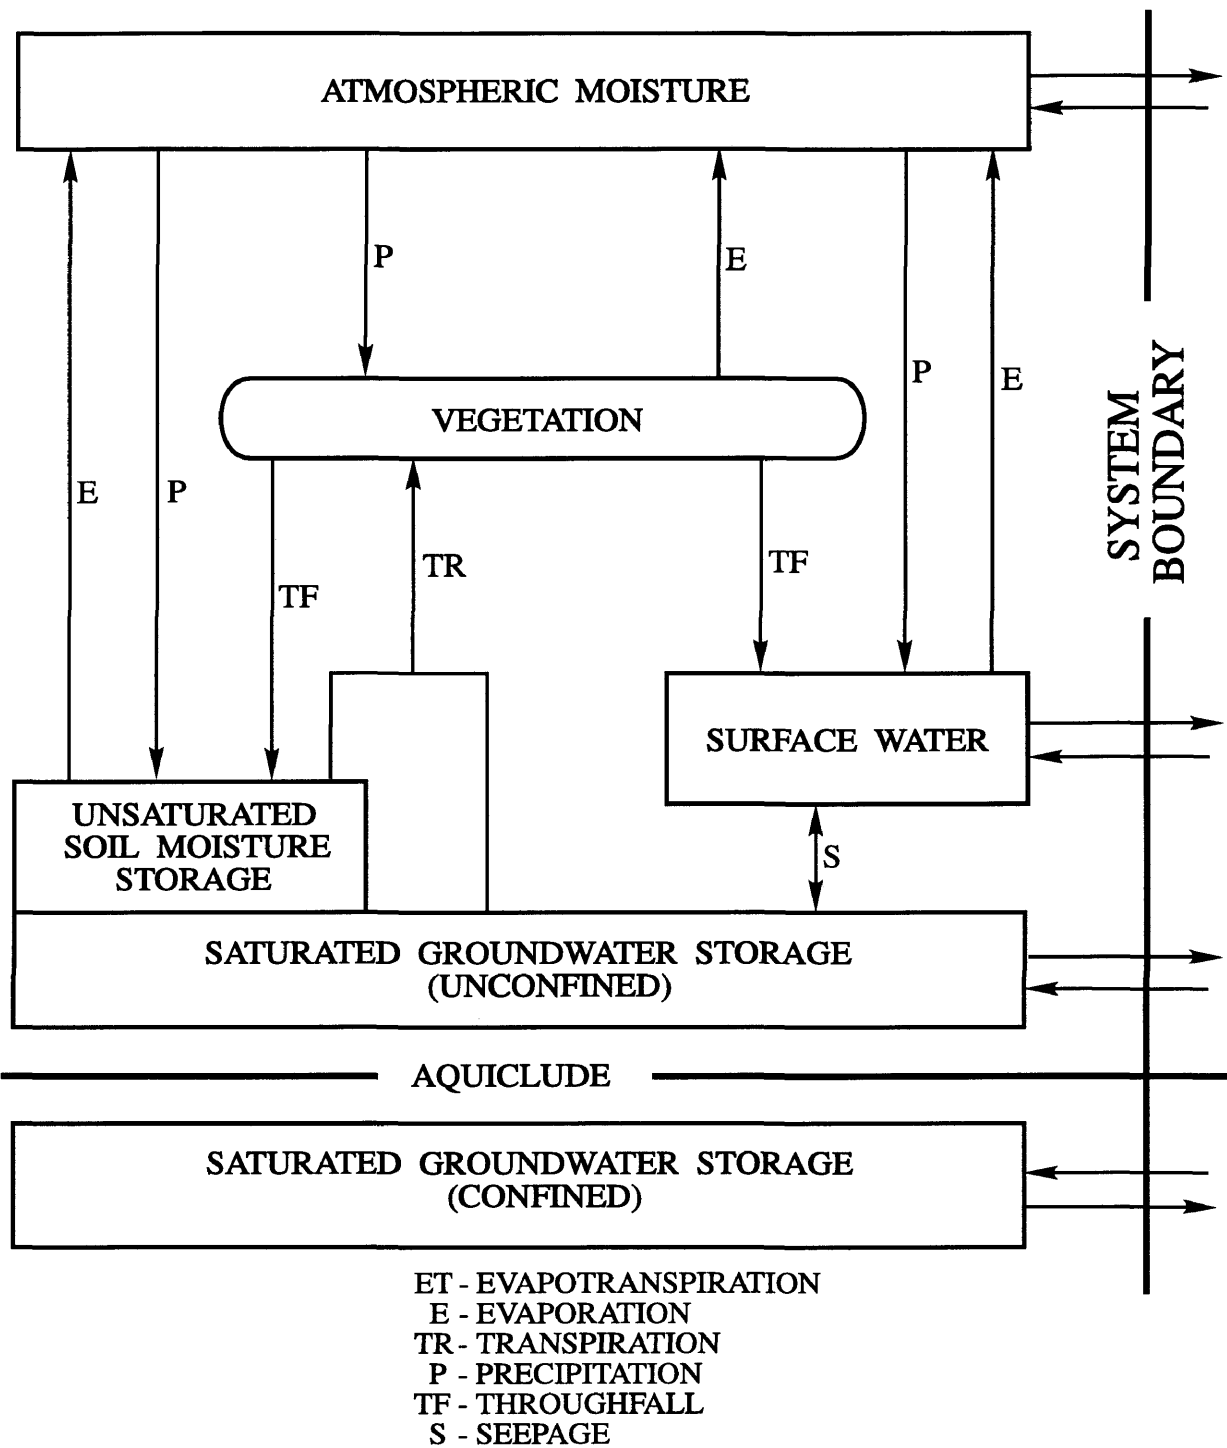 ATMOSPHERIC MOISTURE
P
E
P
E
VEGETATION
E
P
TF
TR
TF
SYSTEM
BOUNDARY
SURFACE WATER
UNSATURATED
SOIL MOISTURE
STORAGE
S
SATURATED GROUNDWATER STORAGE
(UNCONFINED)
AQUICLUDE
SATURATED GROUNDWATER STORAGE
(CONFINED)
ET - EVAPOTRANSPIRATION
E - EVAPORATION
TR - TRANSPIRATION
P - PRECIPITATION
TF - THROUGHFALL
S - SEEPAGE